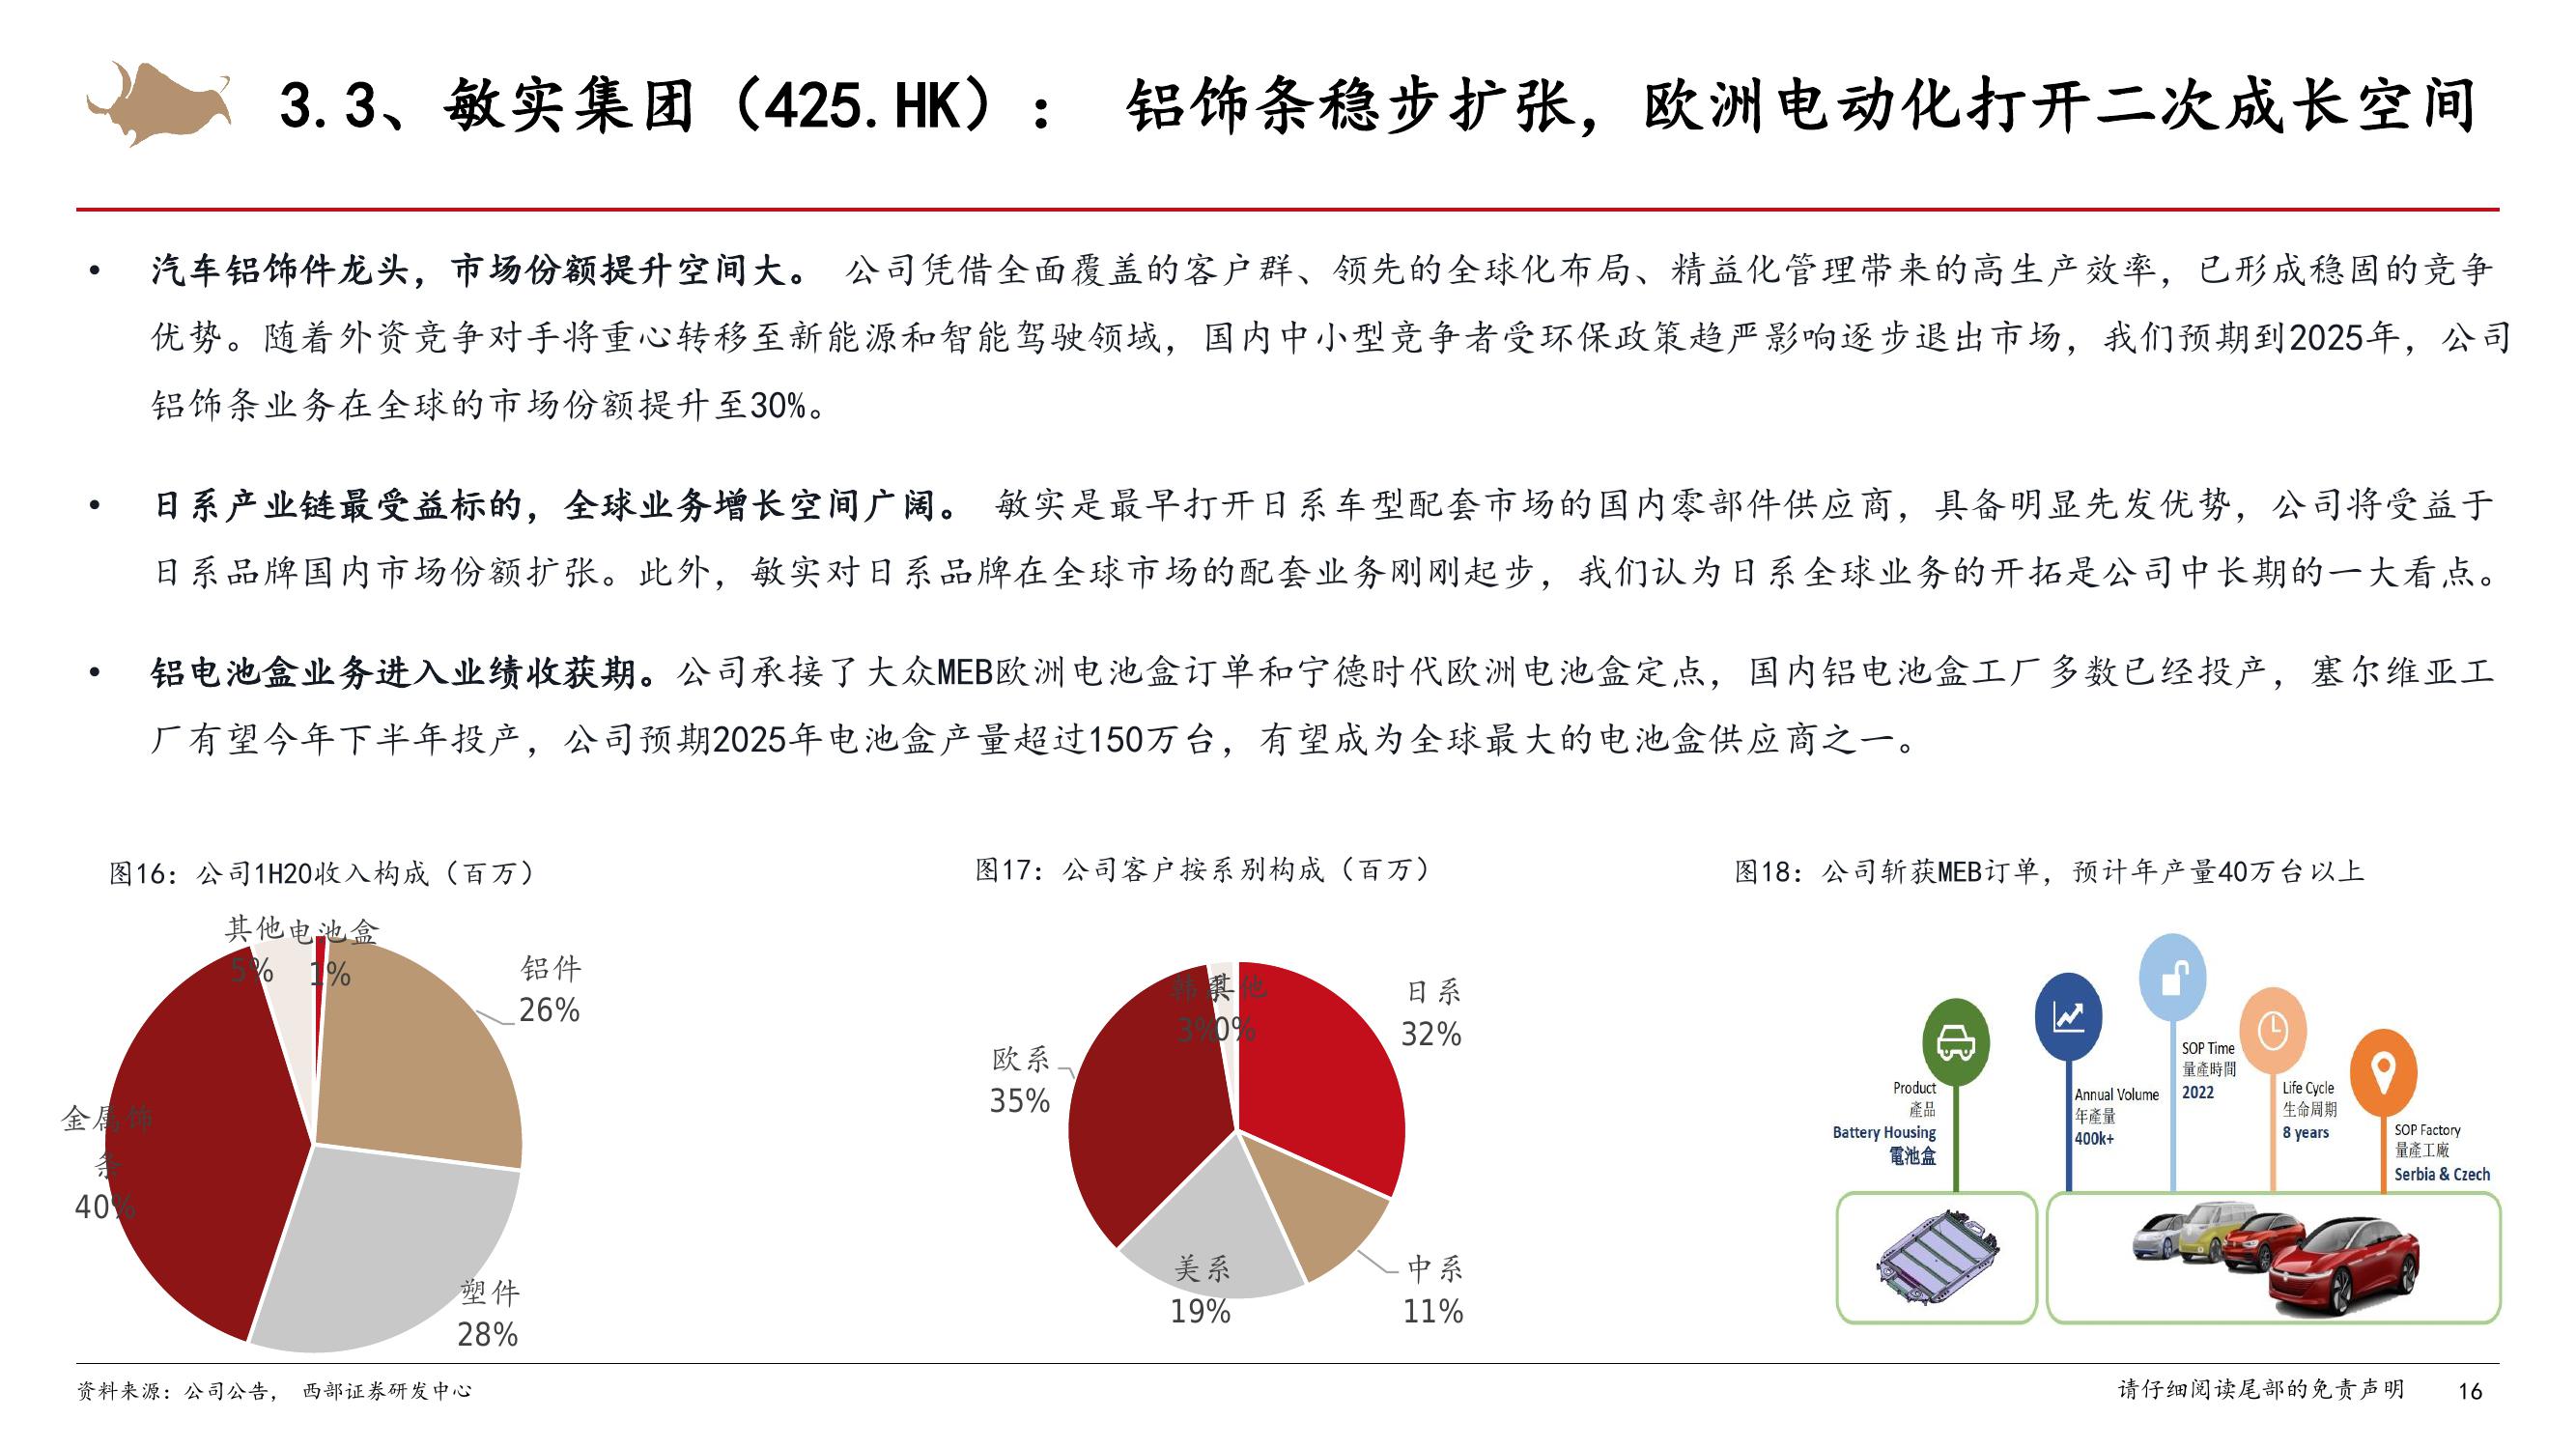 3.3、敏实集团（425.HK）： 铝饰条稳步扩张，欧洲电动化打开二次成长空间
• 汽车铝饰件龙头，市场份额提升空间大。 公司凭借全面覆盖的客户群、领先的全球化布局、精益化管理带来的高生产效率，已形成稳固的竞争
优势。随着外资竞争对手将重心转移至新能源和智能驾驶领域，国内中小型竞争者受环保政策趋严影响逐步退出市场，我们预期到2025年，公司
铝饰条业务在全球的市场份额提升至30%。
• 日系产业链最受益标的，全球业务增长空间广阔。 敏实是最早打开日系车型配套市场的国内零部件供应商，具备明显先发优势，公司将受益于
日系品牌国内市场份额扩张。此外，敏实对日系品牌在全球市场的配套业务刚刚起步，我们认为日系全球业务的开拓是公司中长期的一大看点。
• 铝电池盒业务进入业绩收获期。公司承接了大众MEB欧洲电池盒订单和宁德时代欧洲电池盒定点，国内铝电池盒工厂多数已经投产，塞尔维亚工
厂有望今年下半年投产，公司预期2025年电池盒产量超过150万台，有望成为全球最大的电池盒供应商之一。
图16：公司1H20收入构成（百万）
其他
5%
电池盒
1%
铝件
26%
金属饰
条
40%
塑件
28%
图17：公司客户按系别构成（百万）
韩系
3%
其他
0%
日系
32%
欧系
35%
美系
19%
中系
11%
图18：公司斩获MEB订单，预计年产量40万台以上
Product
產品
Battery Housing
電池盒
Annual Volume
年產量
400k+
SOP Time
量產時間
2022
Life Cycle
生命周期
8 years
SOP Factory
量產工廠
Serbia & Czech
资料来源：公司公告， 西部证券研发中心
请仔细阅读尾部的免责声明
16